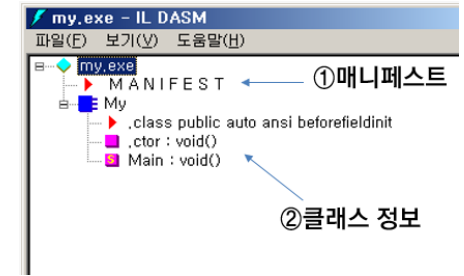 my.exe - IL DASM
파일(F) 보기(V) 도움말(H)
my.exe
M A N I F E S T
①매니페스트
My
.class public auto ansi beforefieldinit
.ctor : void()
S Main : void()
②클래스 정보